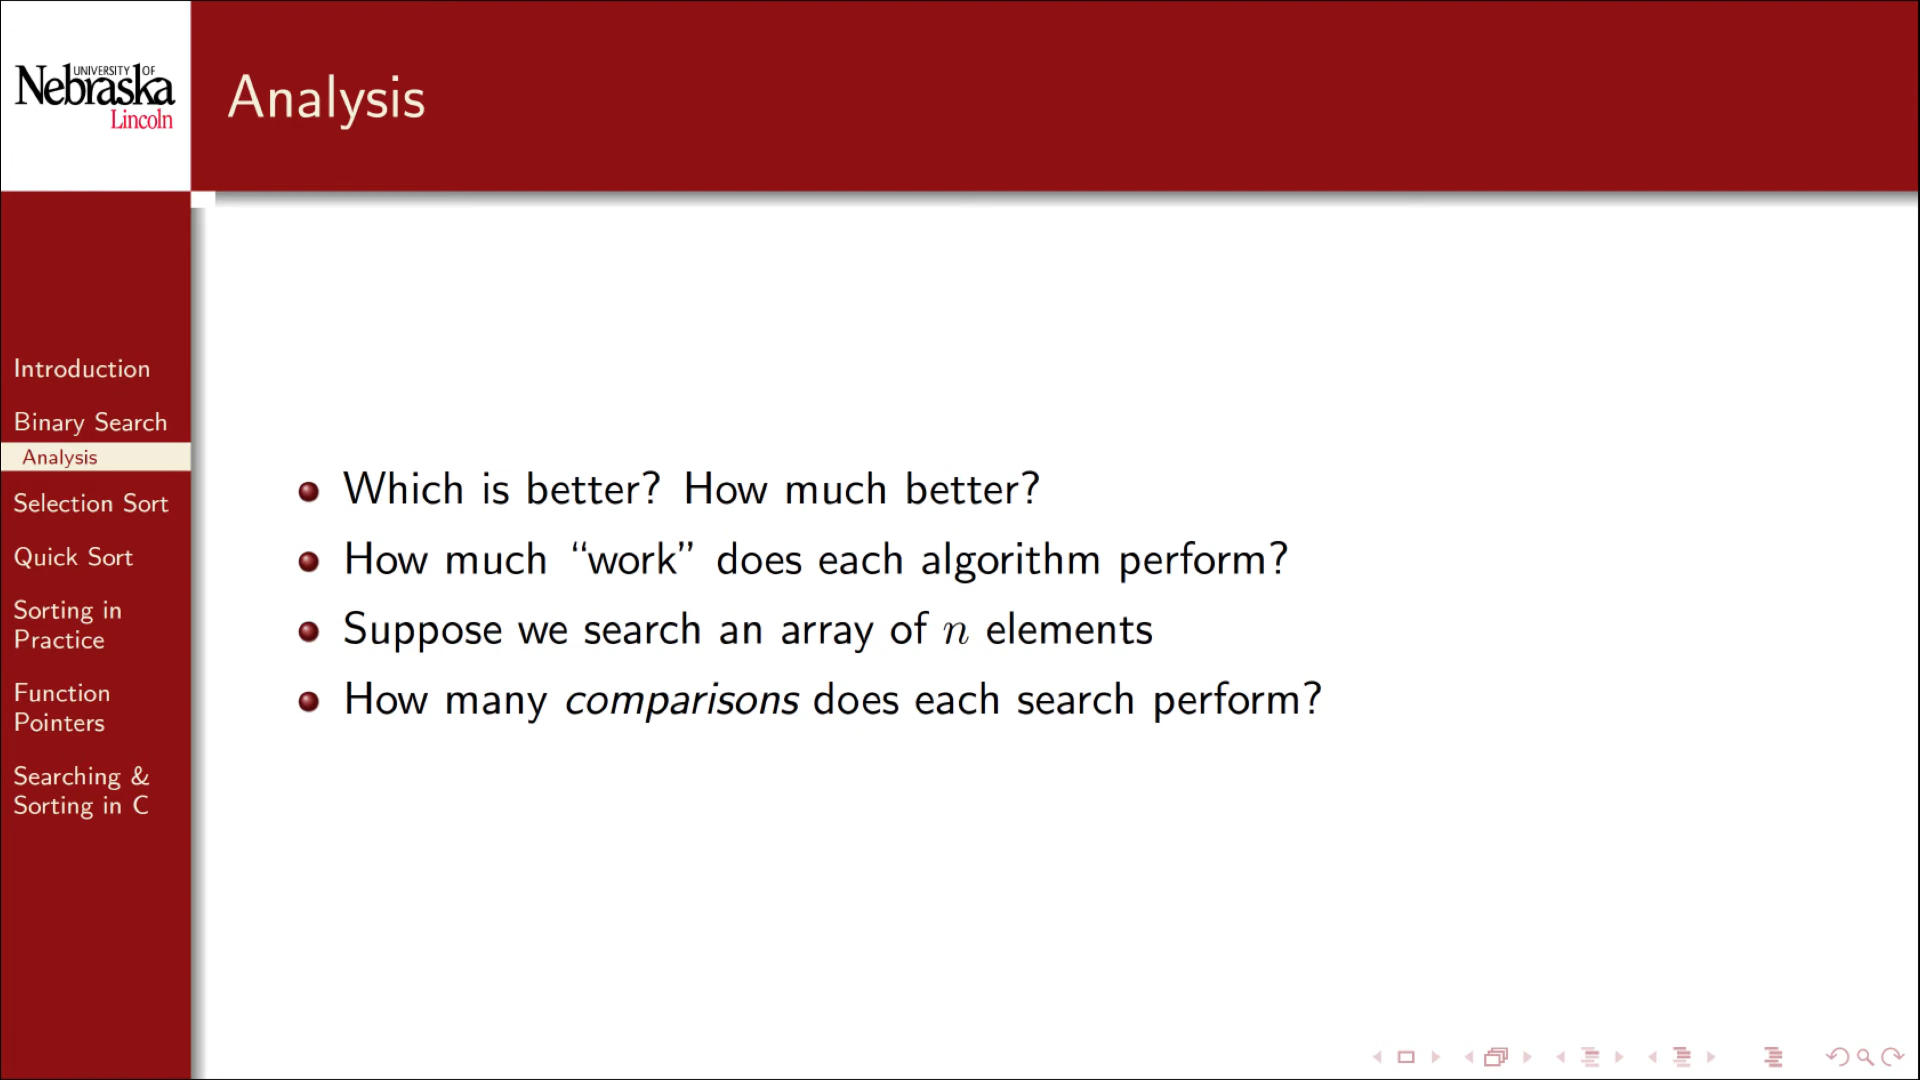 UNIVERSITY OF
Nebraska
Lincoln
Analysis
Introduction
Binary Search
Analysis
Selection Sort
Quick Sort
Sorting in
Practice
Function
Pointers
Searching &
Sorting in C
Which is better? How much better?
How much “work” does each algorithm perform?
Suppose we search an array of n elements
How many comparisons does each search perform?